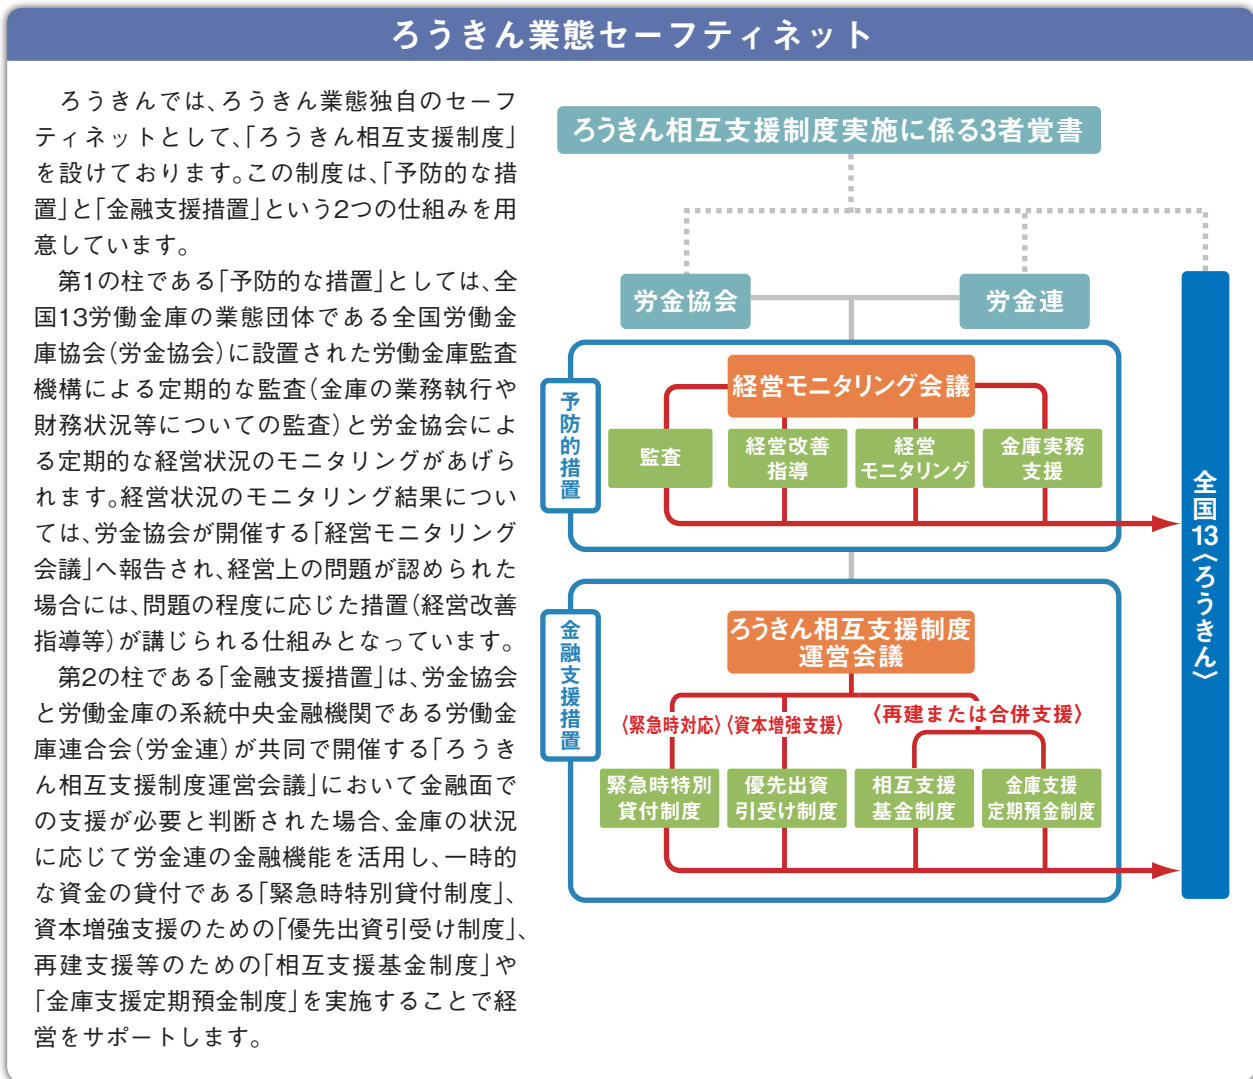 ろうきん業態セーフティネット
ろうきんでは、ろうきん業態独自のセーフ
ティネットとして、「ろうきん相互支援制度」
を設けております。この制度は、「予防的な措
置」と「金融支援措置」という2つの仕組みを用
意しています。
第1の柱である「予防的な措置」としては、全
国13労働金庫の業態団体である全国労働金
庫協会（労金協会）に設置された労働金庫監査
機構による定期的な監査（金庫の業務執行や
財務状況等についての監査）と労金協会によ
る定期的な経営状況のモニタリングがあげら
れます。経営状況のモニタリング結果につい
ては、労金協会が開催する「経営モニタリング
会議」へ報告され、経営上の問題が認められた
場合には、問題の程度に応じた措置（経営改善
指導等）が講じられる仕組みとなっています。
第2の柱である「金融支援措置」は、労金協会
と労働金庫の系統中央金融機関である労働金
庫連合会（労金連）が共同で開催する「ろうき
ん相互支援制度運営会議」において金融面で
の支援が必要と判断された場合、金庫の状況
に応じて労金連の金融機能を活用し、一時的
な資金の貸付である「緊急時特別貸付制度」、
資本増強支援のための「優先出資引受け制度」、
再建支援等のための「相互支援基金制度」や
「金庫支援定期預金制度」を実施することで経
営をサポートします。
ろうきん相互支援制度実施に係る3者覚書
労金協会
労金連
予防的措置
経営モニタリング会議
監査
経営改善
指導
経営
モニタリング
金庫実務
支援
金融支援措置
ろうきん相互支援制度
運営会議
〈緊急時対応〉
〈資本増強支援〉
〈再建または合併支援〉
緊急時特別
貸付制度
優先出資
引受け制度
相互支援
基金制度
金庫支援
定期預金制度
全国13〈ろうきん〉